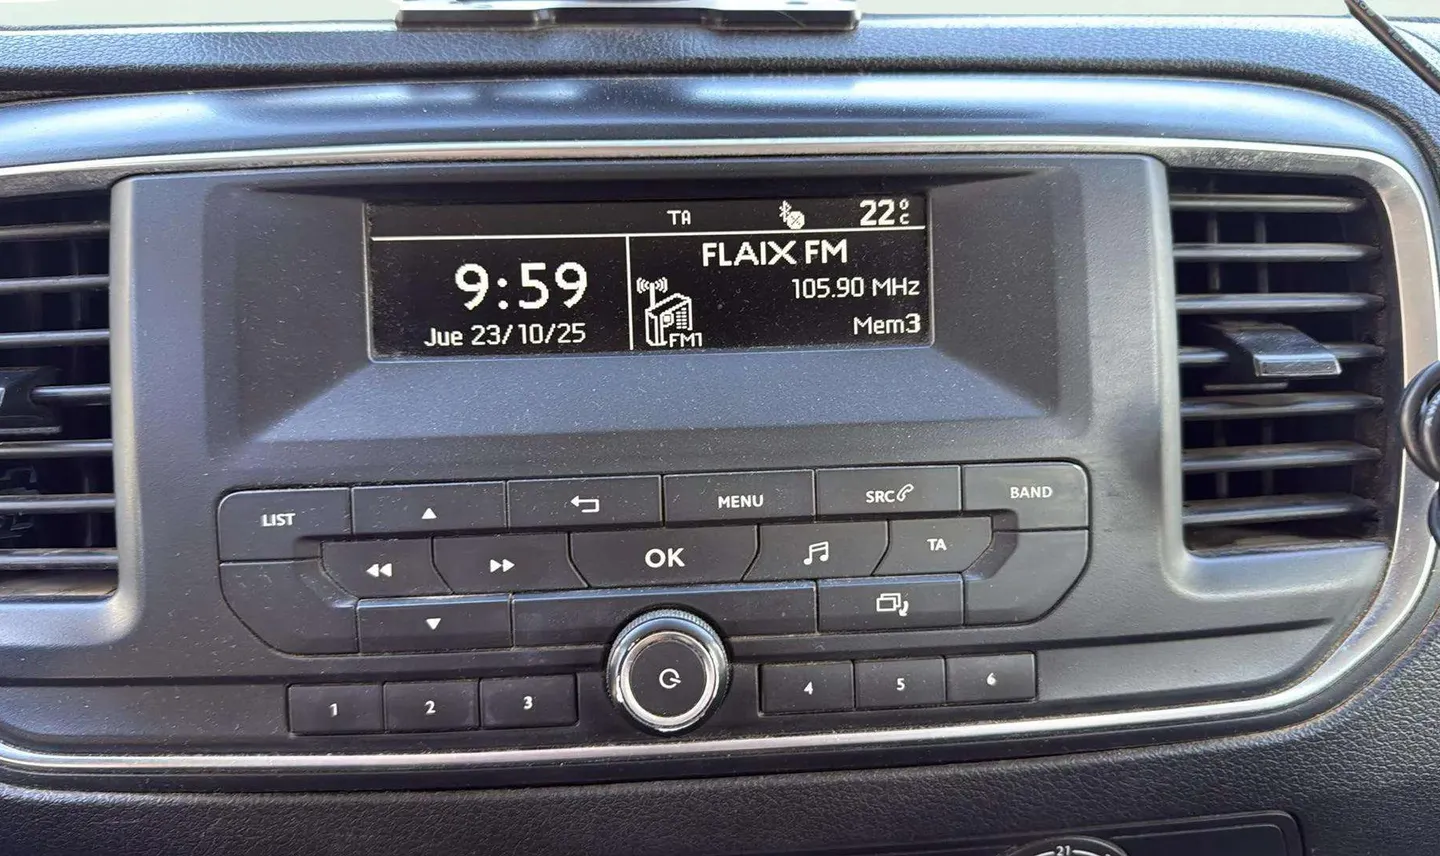 TA 22°C
9:59
Jue 23/10/25
FLAIX FM
105.90 MHz
FM1
Mem3
LIST
MENU
SRC
BAND
OK
TA
1
2
3
4
5
6
21